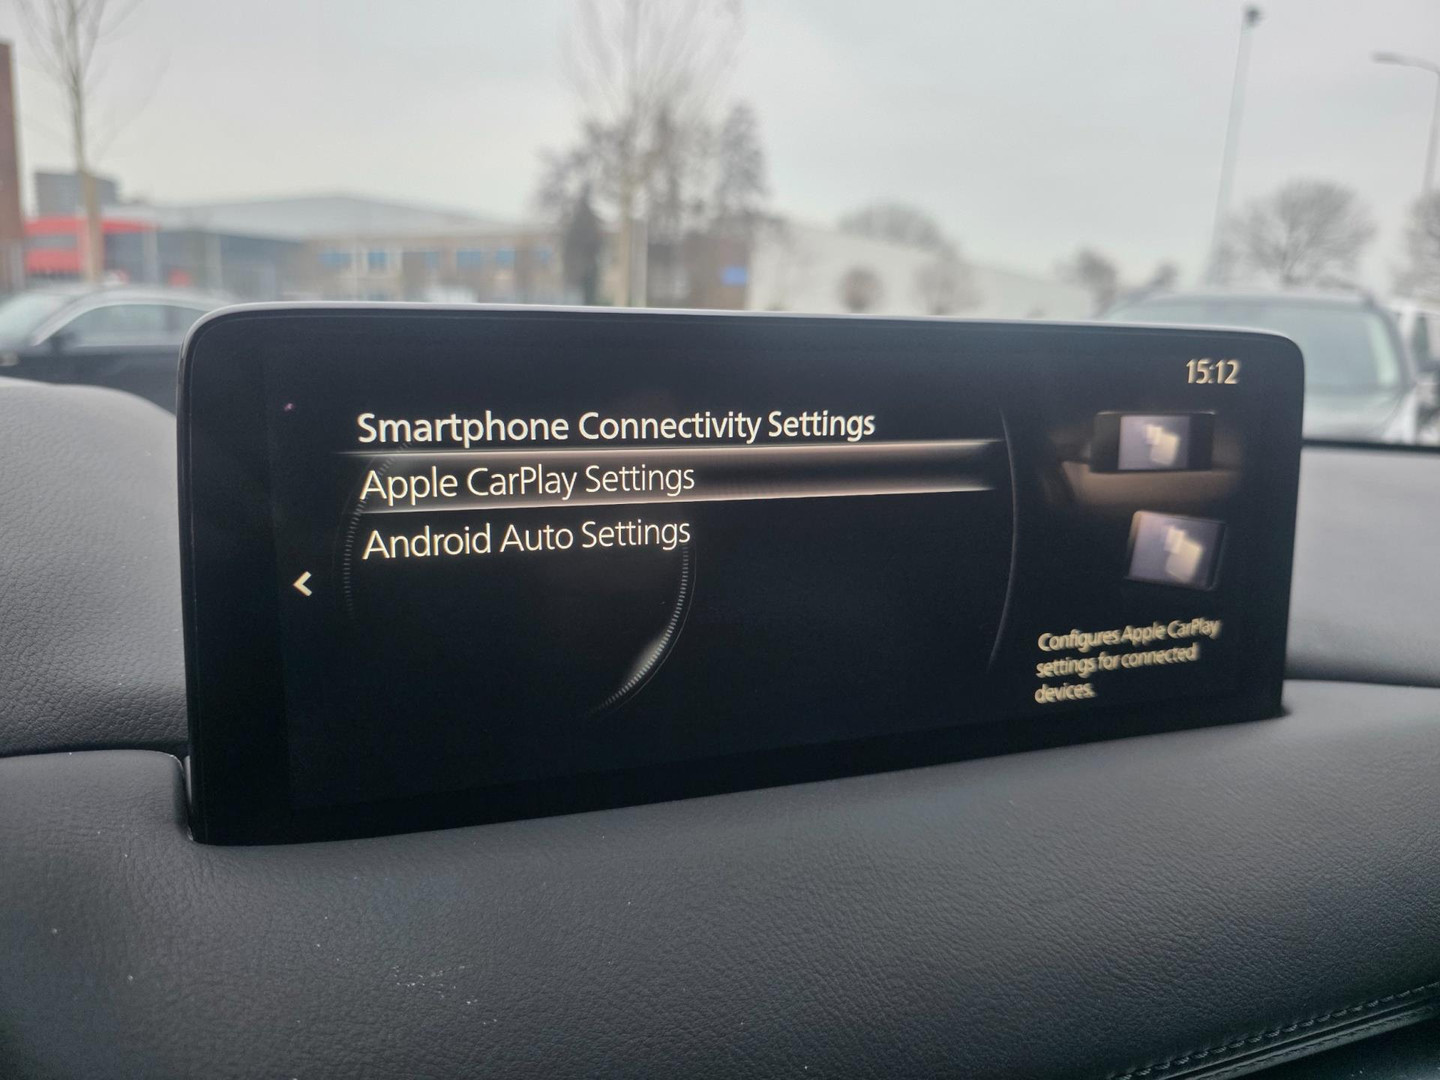 15:12
Smartphone Connectivity Settings
Apple CarPlay Settings
Android Auto Settings
Configures Apple CarPlay
settings for connected
devices.